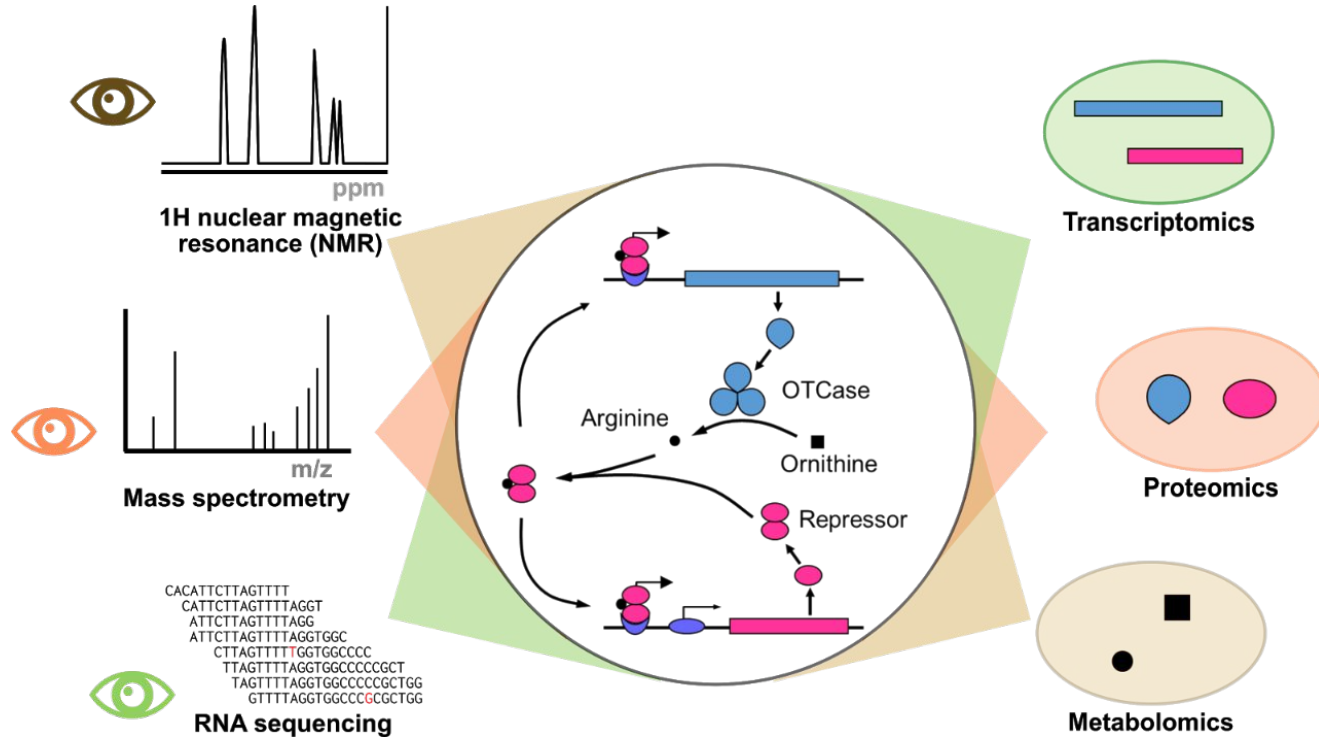 ppm
1H nuclear magnetic
resonance (NMR)
m/z
Mass spectrometry
CACATTCTTAGTTTT
CATTCTTAGTTTTAGGT
ATTCTTAGTTTTAGG
ATTCTTAGTTTTAGGTGGC
CTTAGTTTTTGGTGGCCCC
TTAGTTTTAGGTGGCCCCCGCT
TAGTTTTAGGTGGCCCCCGCTGG
GTTTTAGGTGGCCCGCGCTGG
RNA sequencing
OTCase
Arginine
Ornithine
Repressor
Transcriptomics
Proteomics
Metabolomics